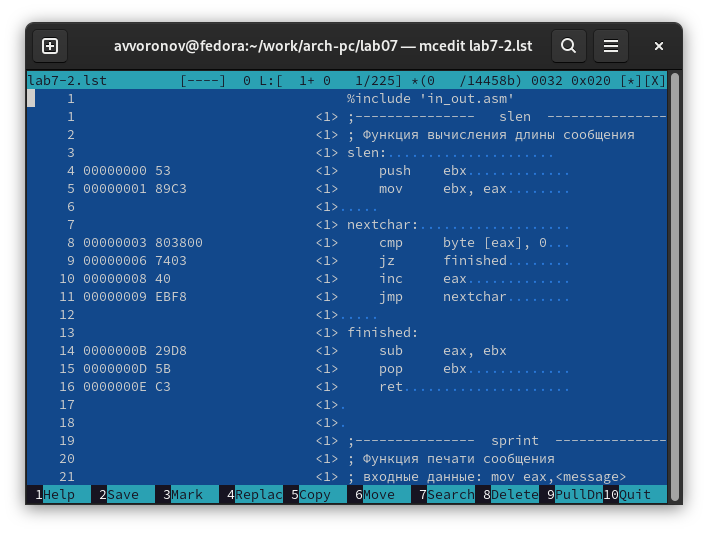 avvoronov@fedora:~/work/arch-pc/lab07 — mcedit lab7-2.lst
lab7-2.lst [----] 0 L:[ 1+ 0 1/225] *(0 /14458b) 0032 0x020 [*][X]
1 %include 'in_out.asm'
1 <1> ;--------------- slen ---------------
2 <1> ; Функция вычисления длины сообщения
3 <1> slen:.....................
4 00000000 53 <1> push ebx.............
5 00000001 89C3 <1> mov ebx, eax........
6 <1>.....
7 <1> nextchar:...................
8 00000003 803800 <1> cmp byte [eax], 0...
9 00000006 7403 <1> jz finished........
10 00000008 40 <1> inc eax.............
11 00000009 EBF8 <1> jmp nextchar........
12 <1>.....
13 <1> finished:
14 0000000B 29D8 <1> sub eax, ebx
15 0000000D 5B <1> pop ebx.............
16 0000000E C3 <1> ret.....................
17 <1>.
18 <1>.
19 <1> ;--------------- sprint --------------
20 <1> ; Функция печати сообщения
21 <1> ; входные данные: mov eax,<message>
1Help 2Save 3Mark 4Replac 5Copy 6Move 7Search 8Delete 9PullDn 10Quit